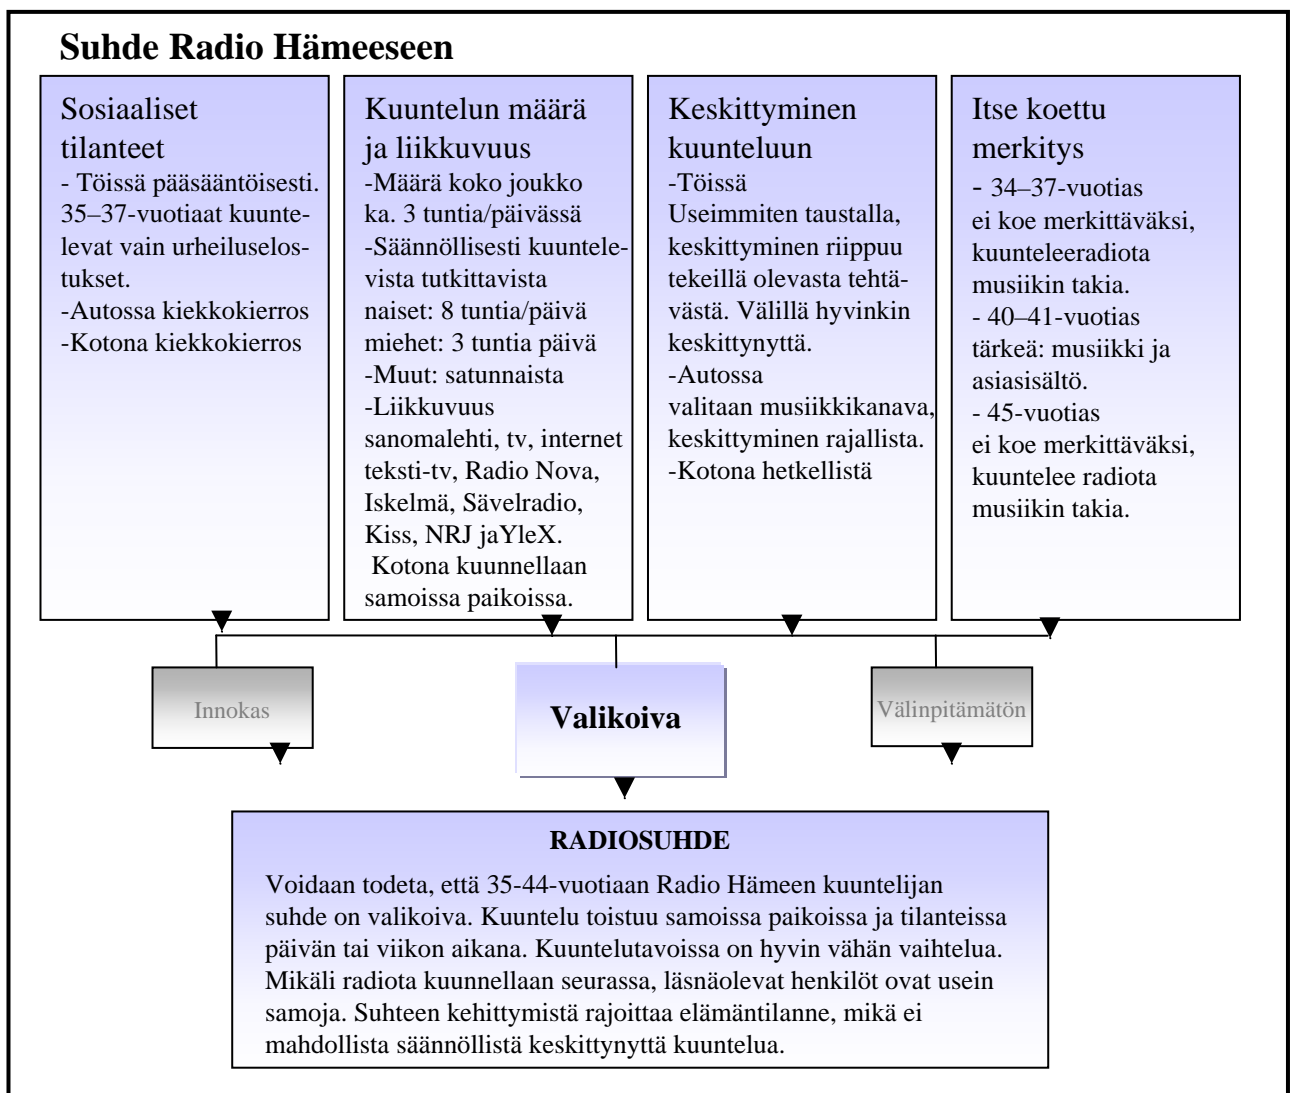 Suhde Radio Hämeeseen
Sosiaaliset
tilanteet
- Töissä pääsääntöisesti.
35–37-vuotiaat kuunte-
levat vain urheiluselos-
tukset.
-Autossa kiekkokierros
-Kotona kiekkokierros
Kuuntelun määrä
ja liikkuvuus
-Määrä koko joukko
ka. 3 tuntia/päivässä
-Säännöllisesti kuuntele-
vista tutkittavista
naiset: 8 tuntia/päivä
miehet: 3 tuntia päivä
-Muut: satunnaista
-Liikkuvuus
sanomalehti, tv, internet
teksti-tv, Radio Nova,
Iskelmä, Sävelradio,
Kiss, NRJ jaYleX.
Kotona kuunnellaan
samoissa paikoissa.
Keskittyminen
kuunteluun
-Töissä
Useimmiten taustalla,
keskittyminen riippuu
tekeillä olevasta tehtä-
västä. Välillä hyvinkin
keskittynyttä.
-Autossa
valitaan musiikkikanava,
keskittyminen rajallista.
-Kotona hetkellistä
Itse koettu
merkitys
- 34–37-vuotias
ei koe merkittäväksi,
kuunteleeradiota
musiikin takia.
- 40–41-vuotias
tärkeä: musiikki ja
asiasisältö.
- 45-vuotias
ei koe merkittäväksi,
kuuntelee radiota
musiikin takia.
Innokas
Valikoiva
Välinpitämätön
RADIOSUHDE
Voidaan todeta, että 35-44-vuotiaan Radio Hämeen kuuntelijan
suhde on valikoiva. Kuuntelu toistuu samoissa paikoissa ja tilanteissa
päivän tai viikon aikana. Kuuntelutavoissa on hyvin vähän vaihtelua.
Mikäli radiota kuunnellaan seurassa, läsnäolevat henkilöt ovat usein
samoja. Suhteen kehittymistä rajoittaa elämäntilanne, mikä ei
mahdollista säännöllistä keskittynyttä kuuntelua.